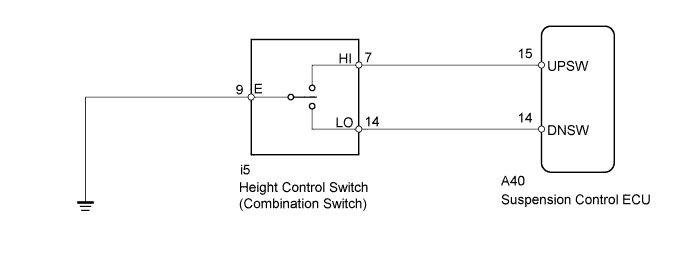 HI 7 15 UPSW
9 E
LO 14 14 DNSW
i5
Height Control Switch
(Combination Switch)
A40
Suspension Control ECU